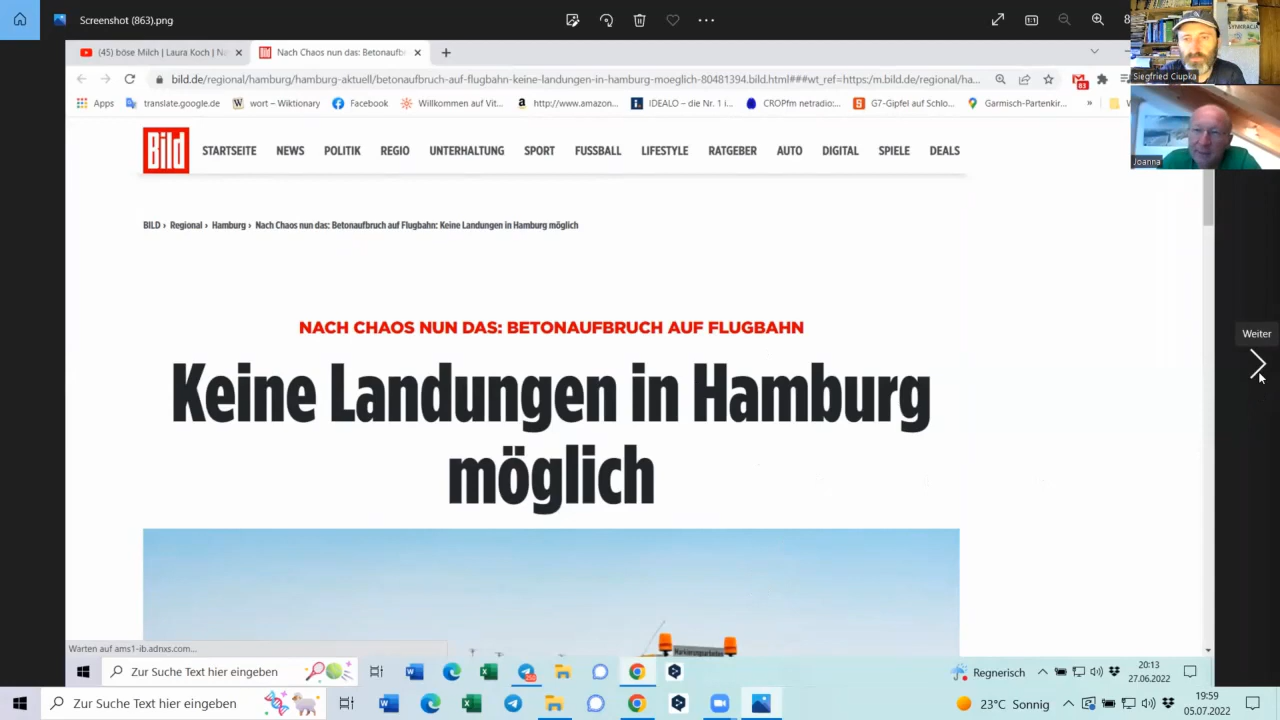 Screenshot (863).png
(45) böse Milch | Laura Koch | Na
Nach Chaos nun das: Betonaufb
bild.de/regional/hamburg/hamburg-aktuell/betonaufbruch-auf-flugbahn-keine-landungen-in-hamburg-moeglich-80481394.bild.html###wt_ref=https:/m.bild.de/regional/ha...
83
Apps
translate.google.de
wort – Wiktionary
Facebook
Willkommen auf Vit...
http://www.amazon...
IDEALO – die Nr. 1 i...
CROPfm netradio:...
G7-Gipfel auf Schlo...
Garmisch-Partenkir...
»
Siegfried Ciupka
Joanna
Bild
STARTSEITE NEWS POLITIK REGIO UNTERHALTUNG SPORT FUSSBALL LIFESTYLE RATGEBER AUTO DIGITAL SPIELE DEALS
BILD › Regional › Hamburg › Nach Chaos nun das: Betonaufbruch auf Flugbahn: Keine Landungen in Hamburg möglich
NACH CHAOS NUN DAS: BETONAUFBRUCH AUF FLUGBAHN
Keine Landungen in Hamburg
möglich
Weiter
Markierungsarbeiten
Warten auf ams1-ib.adnxs.com...
Zur Suche Text hier eingeben
Regnerisch
20:13
27.06.2022
Zur Suche Text hier eingeben
23°C Sonnig
19:59
05.07.2022